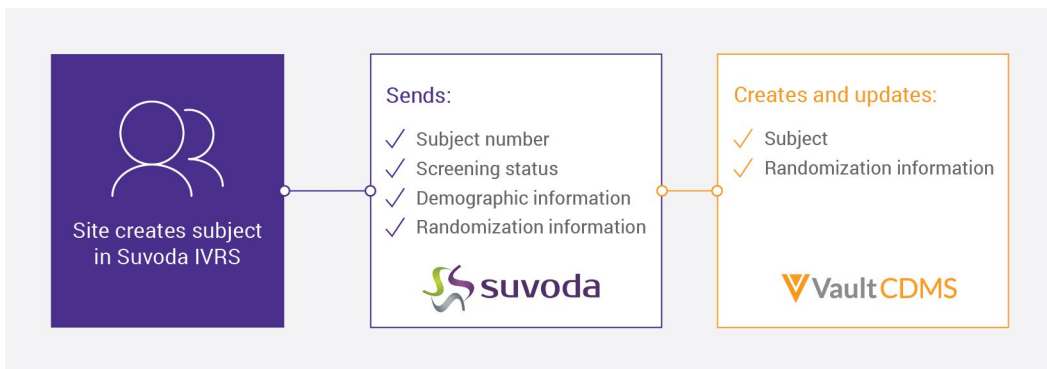 Site creates subject
in Suvoda IVRS
Sends:
Subject number
Screening status
Demographic information
Randomization information
suvoda
Creates and updates:
Subject
Randomization information
Vault CDMS